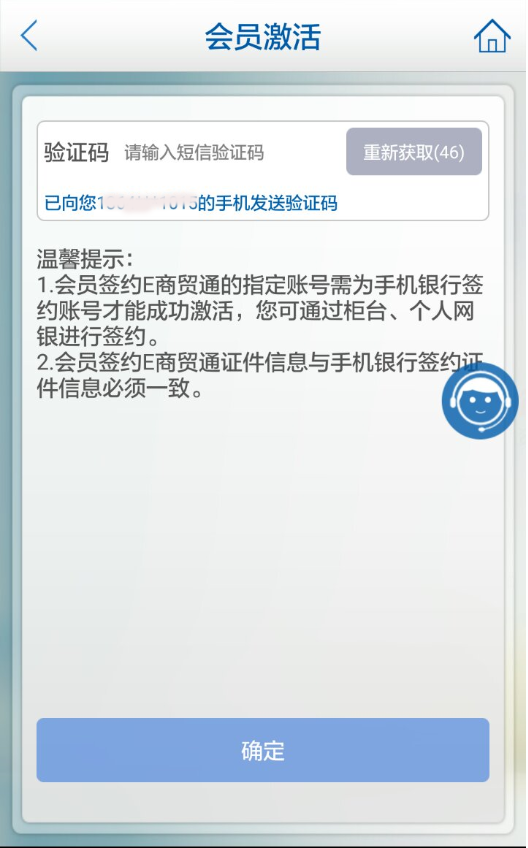 会员激活
验证码 请输入短信验证码 重新获取(46)
已向您1的手机发送验证码
温馨提示：
1.会员签约E商贸通的指定账号需为手机银行签
约账号才能成功激活，您可通过柜台、个人网
银进行签约。
2.会员签约E商贸通证件信息与手机银行签约证
件信息必须一致。
确定